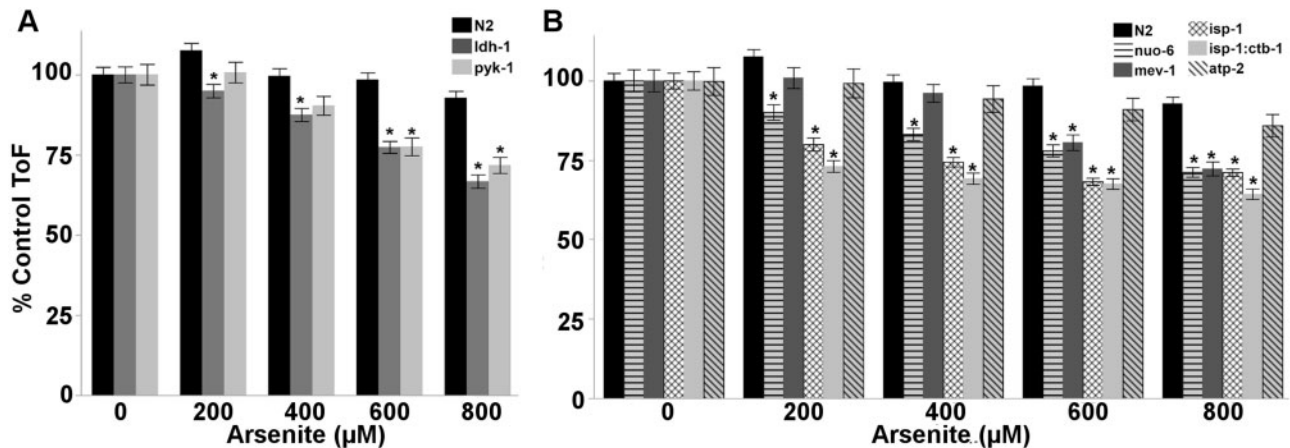 A
N2
ldh-1
pyk-1
% Control ToF
100
75
50
25
0
* * * * * *
0 200 400 600 800
Arsenite (µM)
B
N2
nuo-6
mev-1
isp-1
isp-1:ctb-1
atp-2
100
75
50
25
0
* * * * * * * * * * * * * *
0 200 400 600 800
Arsenite (µM)